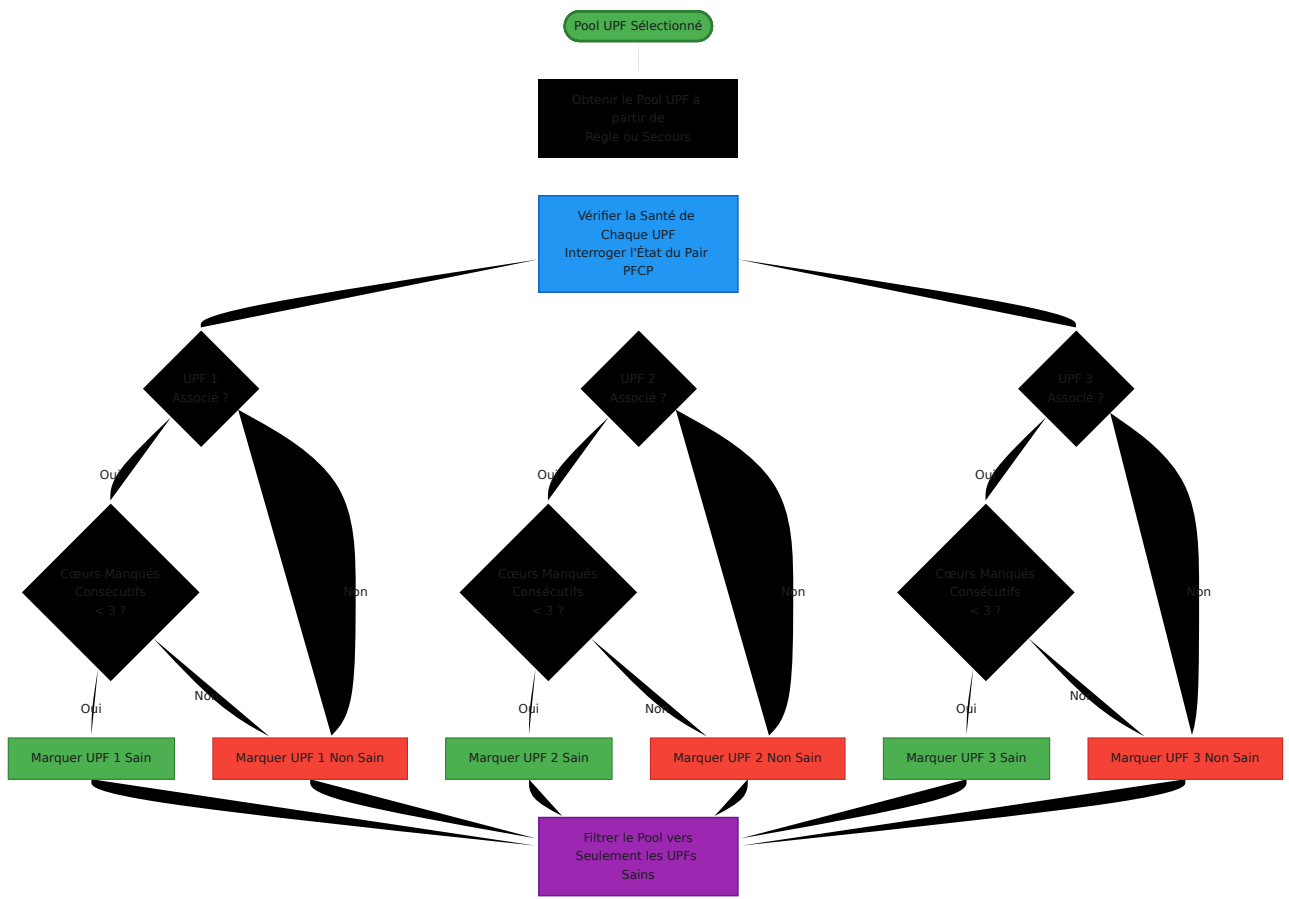 Pool UPF Sélectionné
Obtenir le Pool UPF à
partir de
Règle ou Secours
Vérifier la Santé de
Chaque UPF
Interroger l'État du Pair
PFCP
UPF 1
Associé ?
UPF 2
Associé ?
UPF 3
Associé ?
Oui
Oui
Oui
Cœurs Manqués
Consécutifs
< 3 ?
Non
Cœurs Manqués
Consécutifs
< 3 ?
Non
Cœurs Manqués
Consécutifs
< 3 ?
Non
Oui
Non
Oui
Non
Oui
Non
Marquer UPF 1 Sain
Marquer UPF 1 Non Sain
Marquer UPF 2 Sain
Marquer UPF 2 Non Sain
Marquer UPF 3 Sain
Marquer UPF 3 Non Sain
Filtrer le Pool vers
Seulement les UPFs
Sains